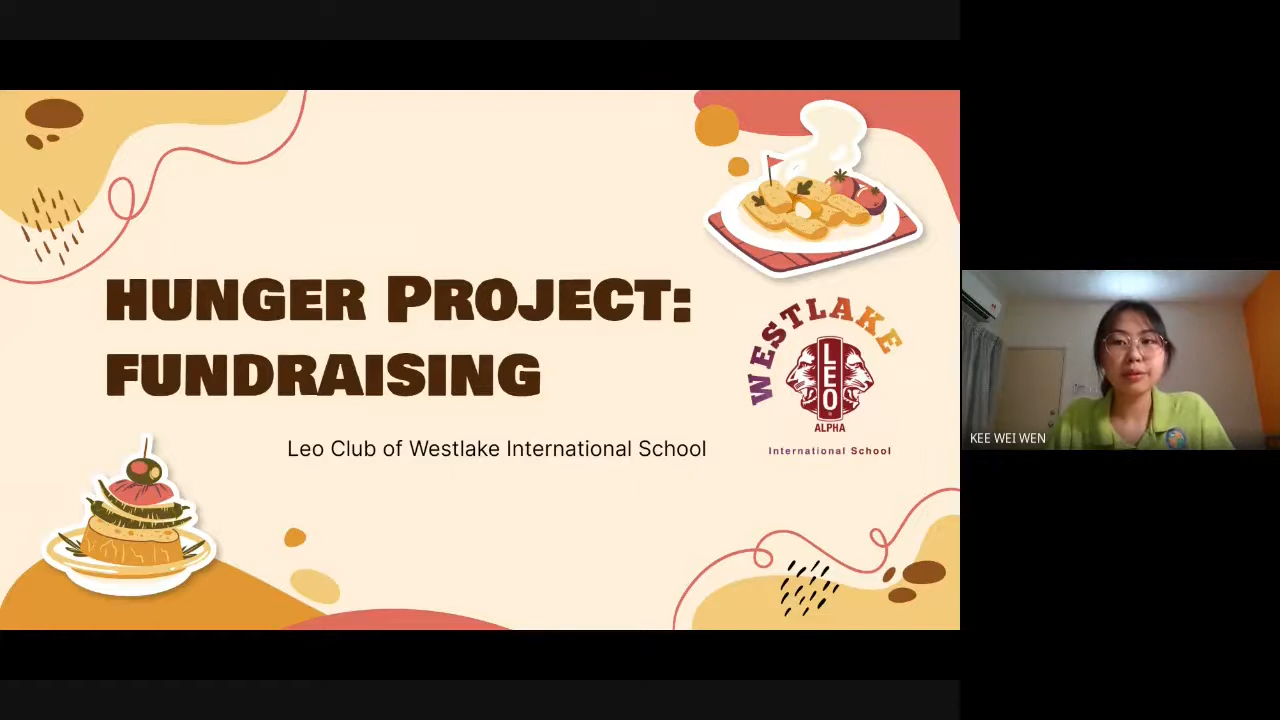 HUNGER PROJECT:
FUNDRAISING
Leo Club of Westlake International School
WESTLAKE
LEO
ALPHA
International School
KEE WEI WEN